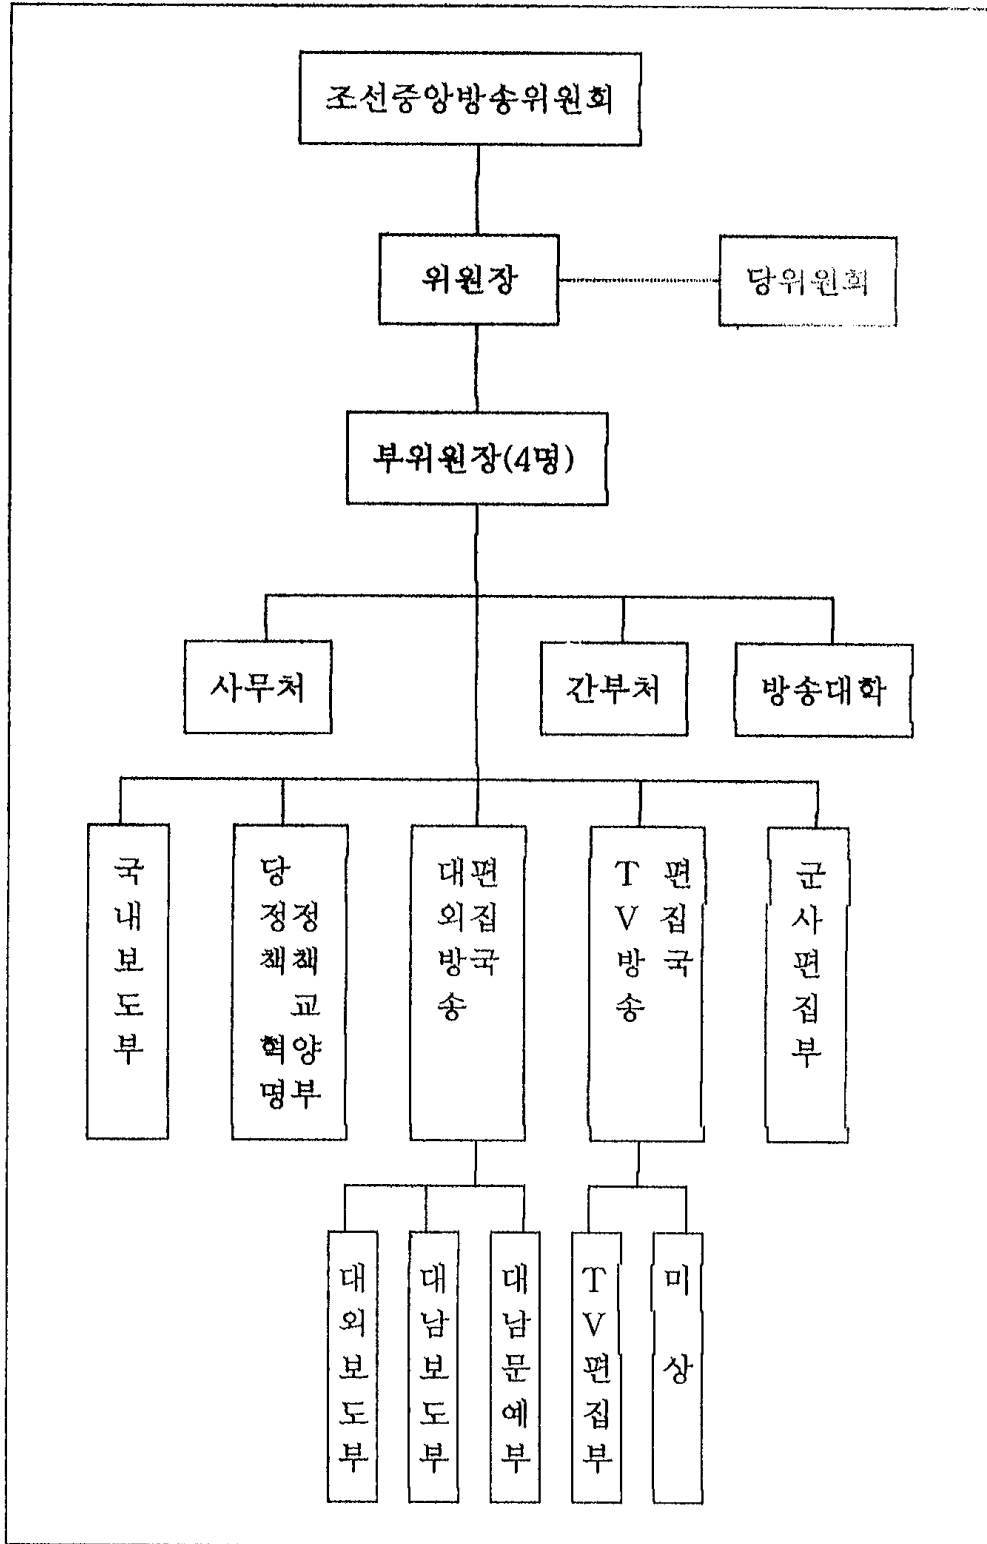 조선중앙방송위원회
위원장
당위원회
부위원장(4명)
사무처
간부처
방송대학
국내보도부
당정책 혁명
정책교양부
대외방송
편집국
TV방송
편집국
군사편집부
대외보도부
대남보도부
대남문예부
TV편집부
미상